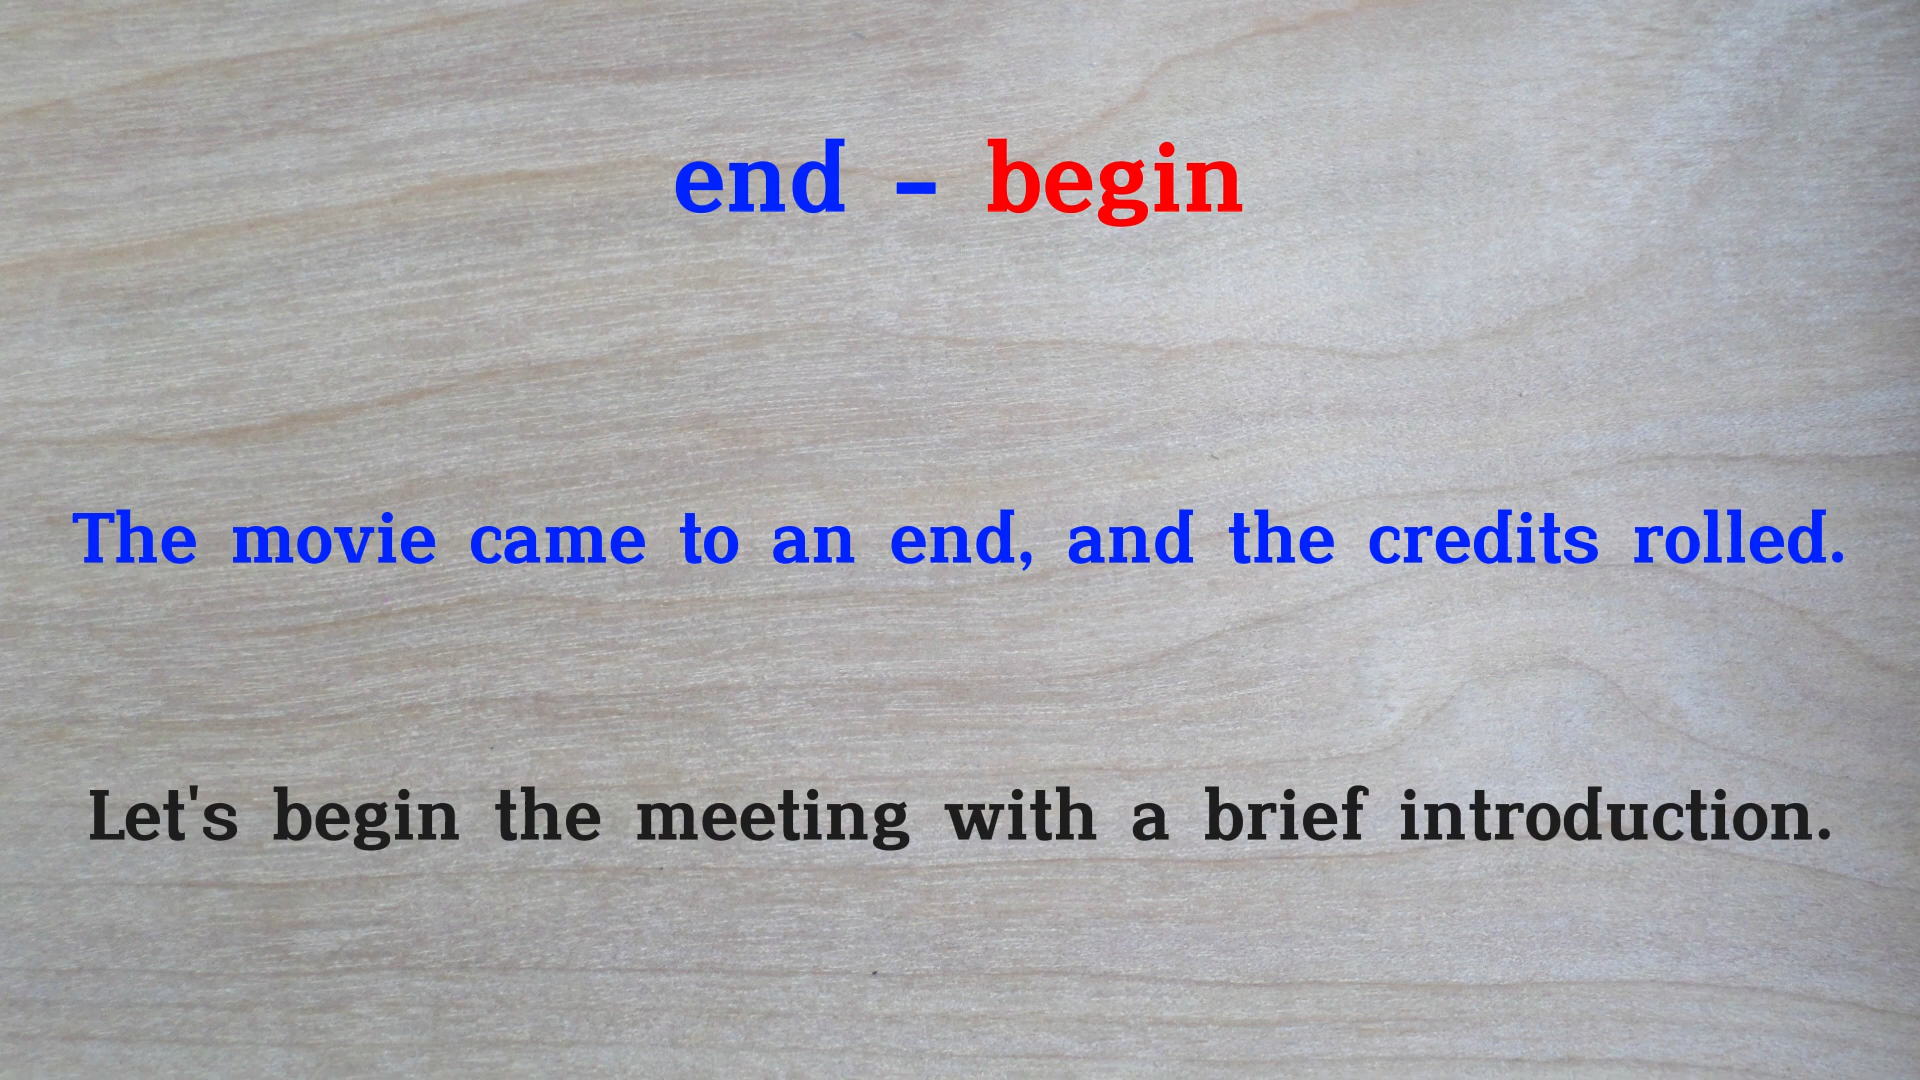 end - begin
The movie came to an end, and the credits rolled.
Let's begin the meeting with a brief introduction.